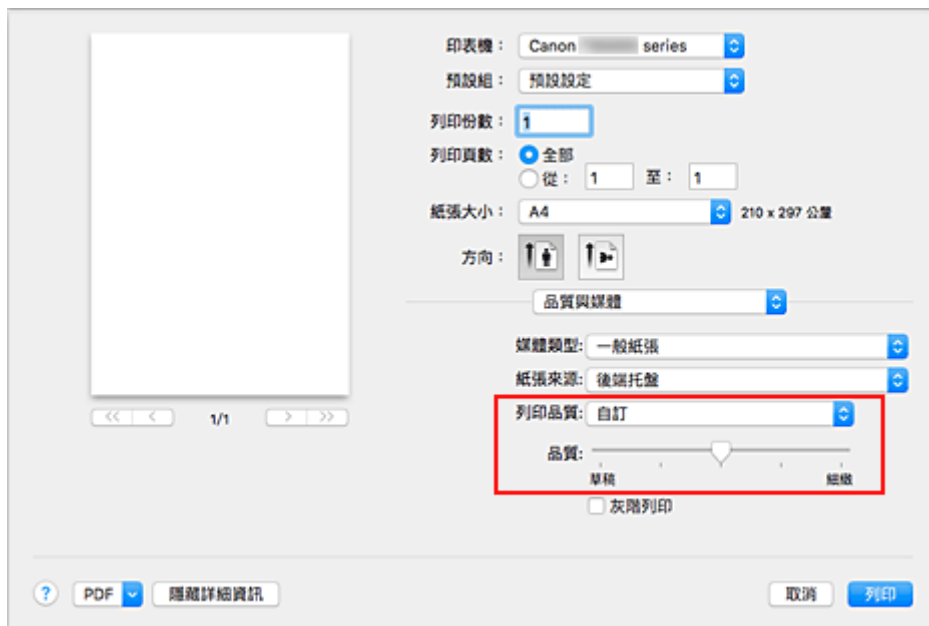 印表機： Canon series
預設組： 預設設定
列印份數： 1
列印頁數： 全部
從： 1 至： 1
紙張大小： A4 210 x 297 公釐
方向：
品質與媒體
媒體類型: 一般紙張
紙張來源: 後端托盤
列印品質: 自訂
品質:
草稿 細緻
灰階列印
1/1
? PDF 隱藏詳細資訊 取消 列印